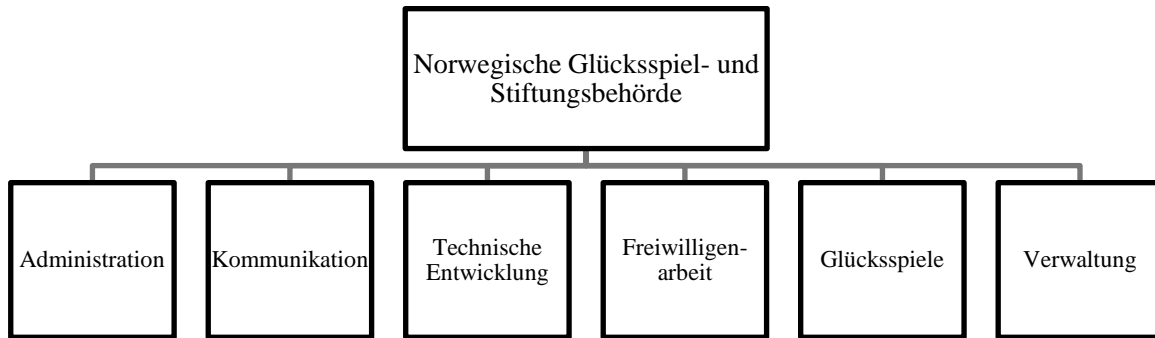 Norwegische Glücksspiel- und
Stiftungsbehörde
Administration
Kommunikation
Technische
Entwicklung
Freiwilligen-
arbeit
Glücksspiele
Verwaltung